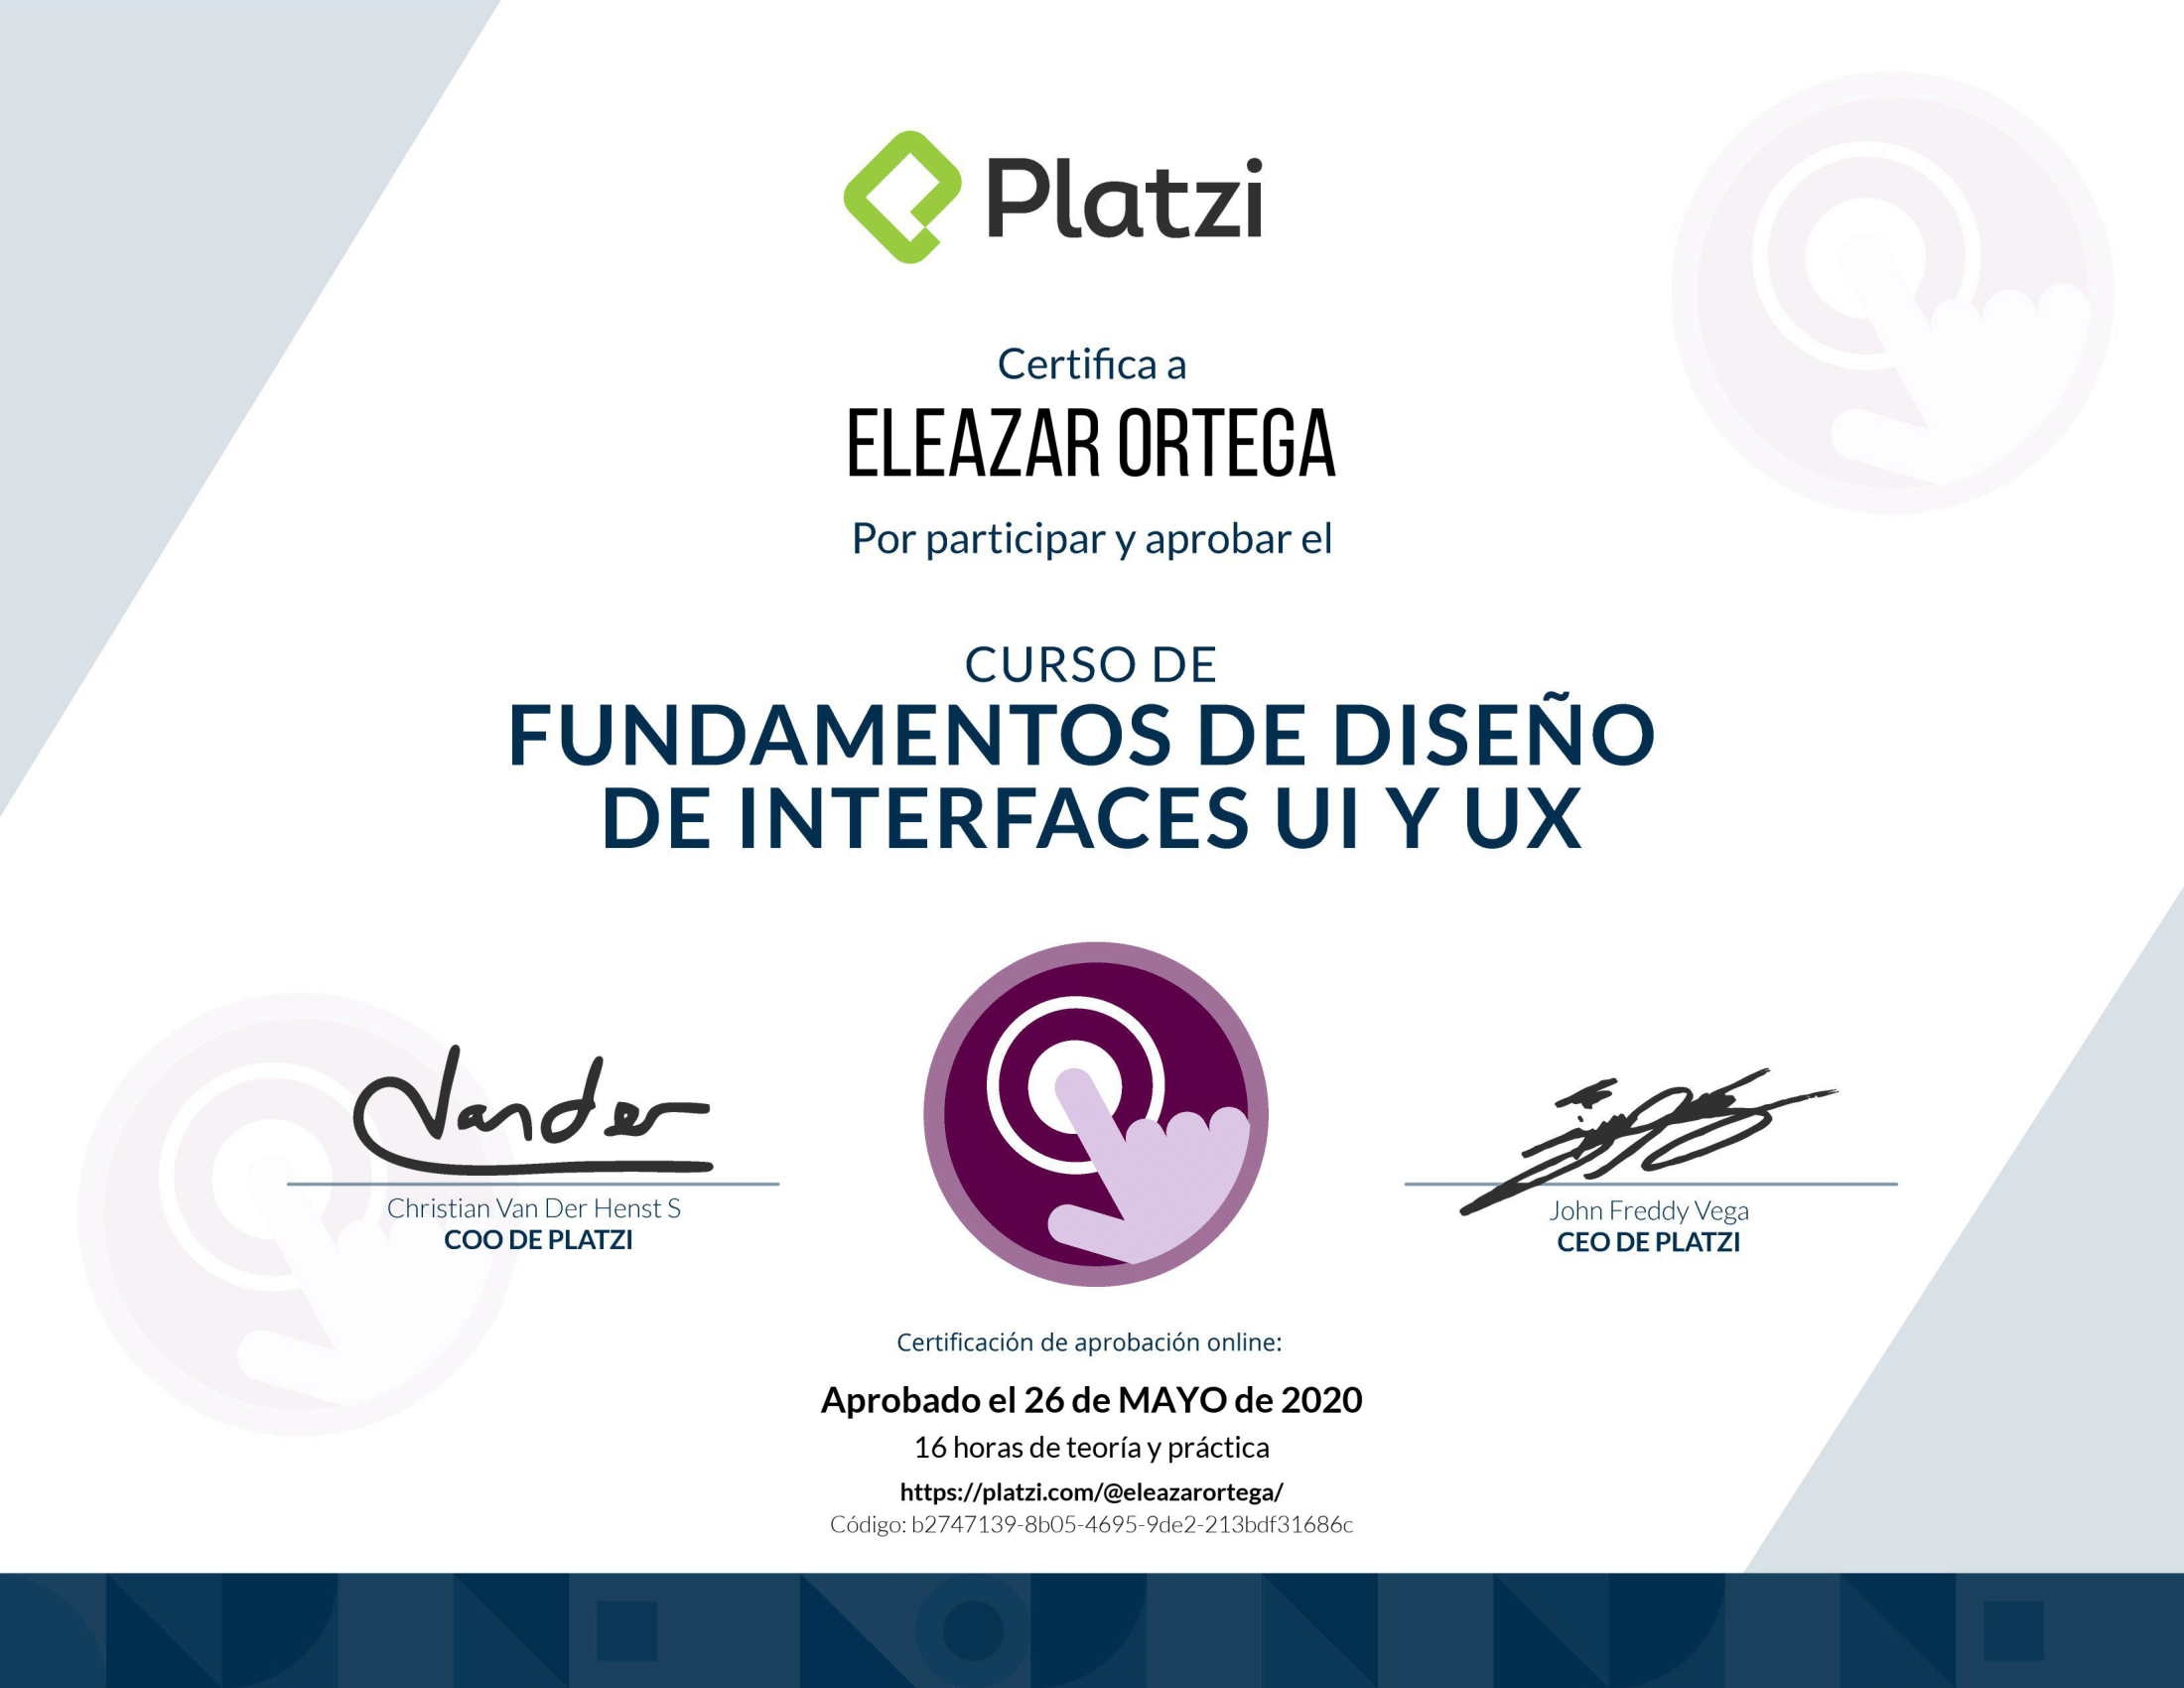 Platzi
Certifica a
ELEAZAR ORTEGA
Por participar y aprobar el
CURSO DE
FUNDAMENTOS DE DISEÑO
DE INTERFACES UI Y UX
Vander
Christian Van Der Henst S
COO DE PLATZI
John Freddy Vega
CEO DE PLATZI
Certificación de aprobación online:
Aprobado el 26 de MAYO de 2020
16 horas de teoría y práctica
https://platzi.com/@eleazarortega/
Código: b2747139-8b05-4695-9de2-213bdf31686c